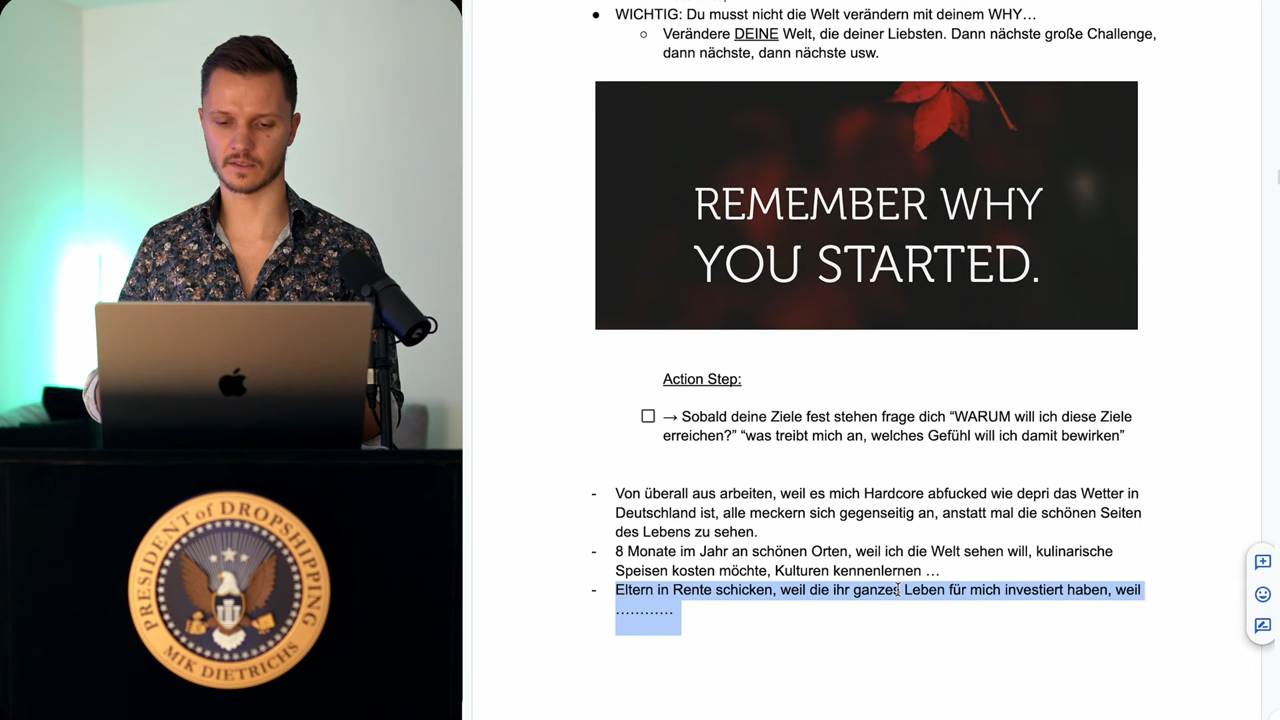 WICHTIG: Du musst nicht die Welt verändern mit deinem WHY…
Verändere DEINE Welt, die deiner Liebsten. Dann nächste große Challenge,
dann nächste, dann nächste usw.
REMEMBER WHY
YOU STARTED.
Action Step:
→ Sobald deine Ziele fest stehen frage dich “WARUM will ich diese Ziele
erreichen?” “was treibt mich an, welches Gefühl will ich damit bewirken”
- Von überall aus arbeiten, weil es mich Hardcore abfucked wie depri das Wetter in
Deutschland ist, alle meckern sich gegenseitig an, anstatt mal die schönen Seiten
des Lebens zu sehen.
- 8 Monate im Jahr an schönen Orten, weil ich die Welt sehen will, kulinarische
Speisen kosten möchte, Kulturen kennenlernen …
- Eltern in Rente schicken, weil die ihr ganzes Leben für mich investiert haben, weil
…………
PRESIDENT of DROPSHIPPING
MIK DIETRICHS